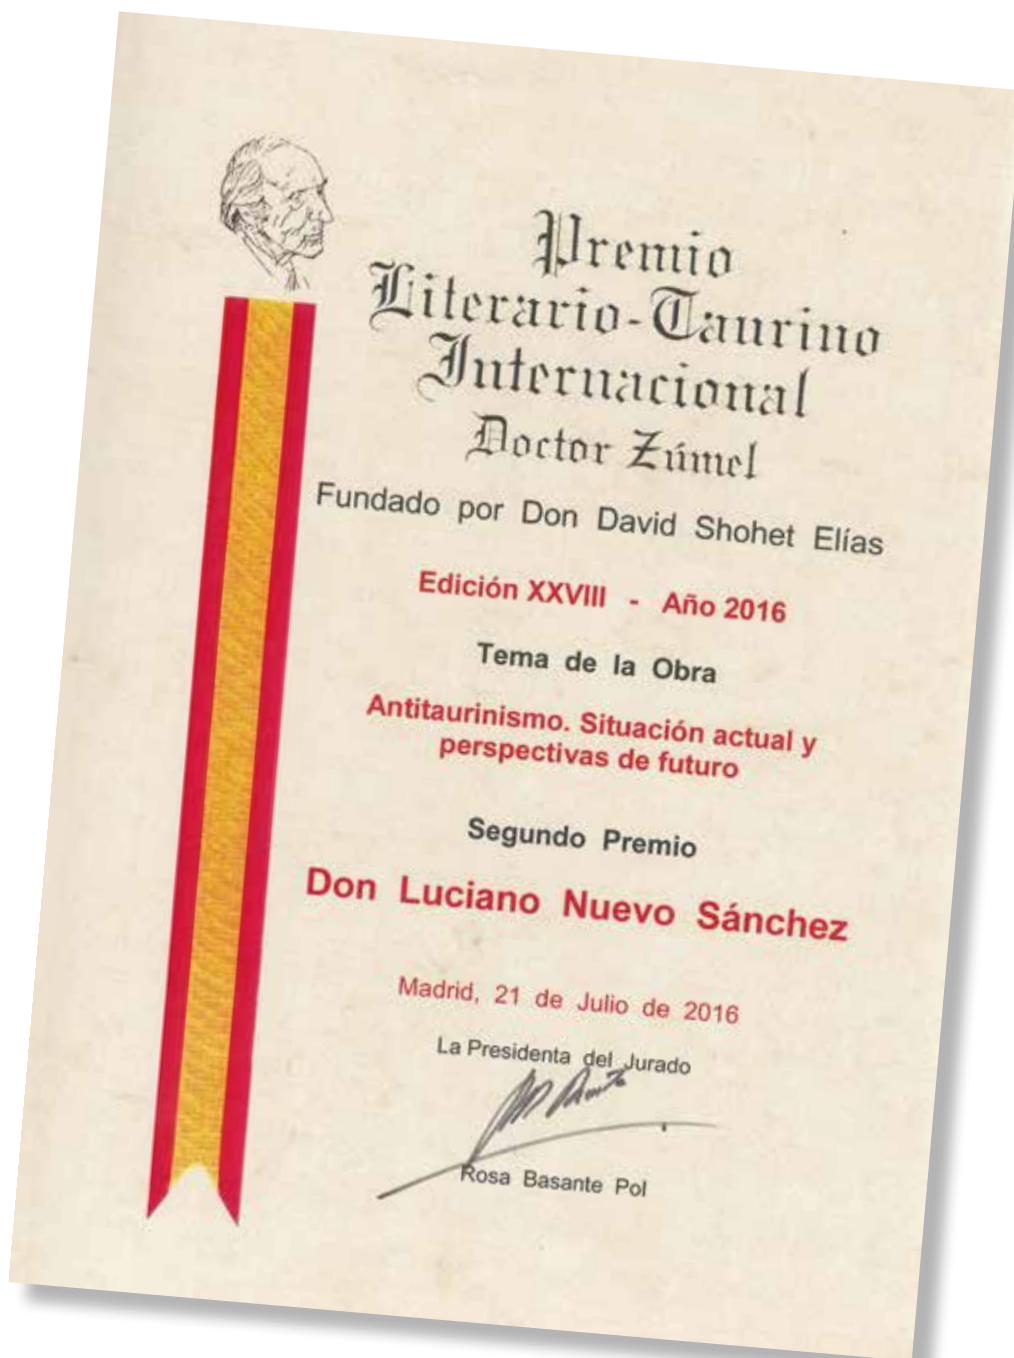 Premio
Literario-Taurino
Internacional
Doctor Zúmel
Fundado por Don David Shohet Elías
Edición XXVIII - Año 2016
Tema de la Obra
Antitaurinismo. Situación actual y
perspectivas de futuro
Segundo Premio
Don Luciano Nuevo Sánchez
Madrid, 21 de Julio de 2016
La Presidenta del Jurado
Rosa Basante Pol